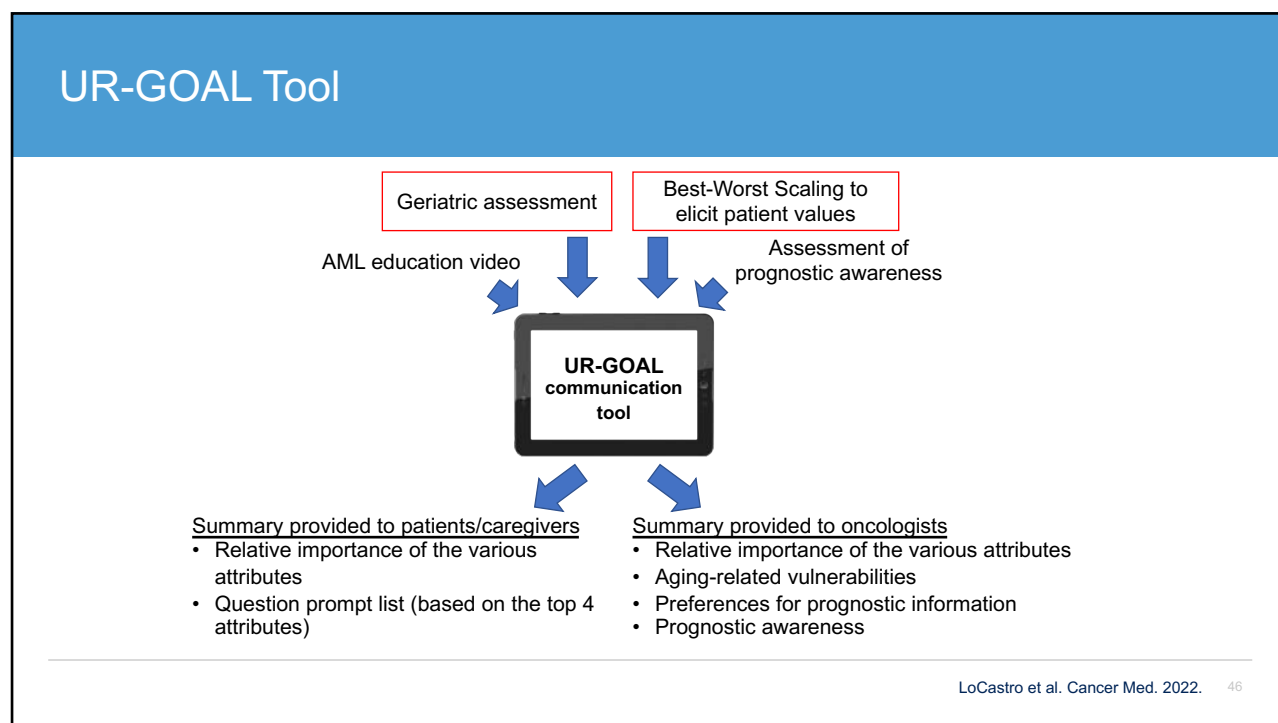 UR-GOAL Tool
Geriatric assessment
Best-Worst Scaling to
elicit patient values
AML education video
Assessment of
prognostic awareness
UR-GOAL
communication
tool
Summary provided to patients/caregivers
• Relative importance of the various
attributes
• Question prompt list (based on the top 4
attributes)
Summary provided to oncologists
• Relative importance of the various attributes
• Aging-related vulnerabilities
• Preferences for prognostic information
• Prognostic awareness
LoCastro et al. Cancer Med. 2022.
46